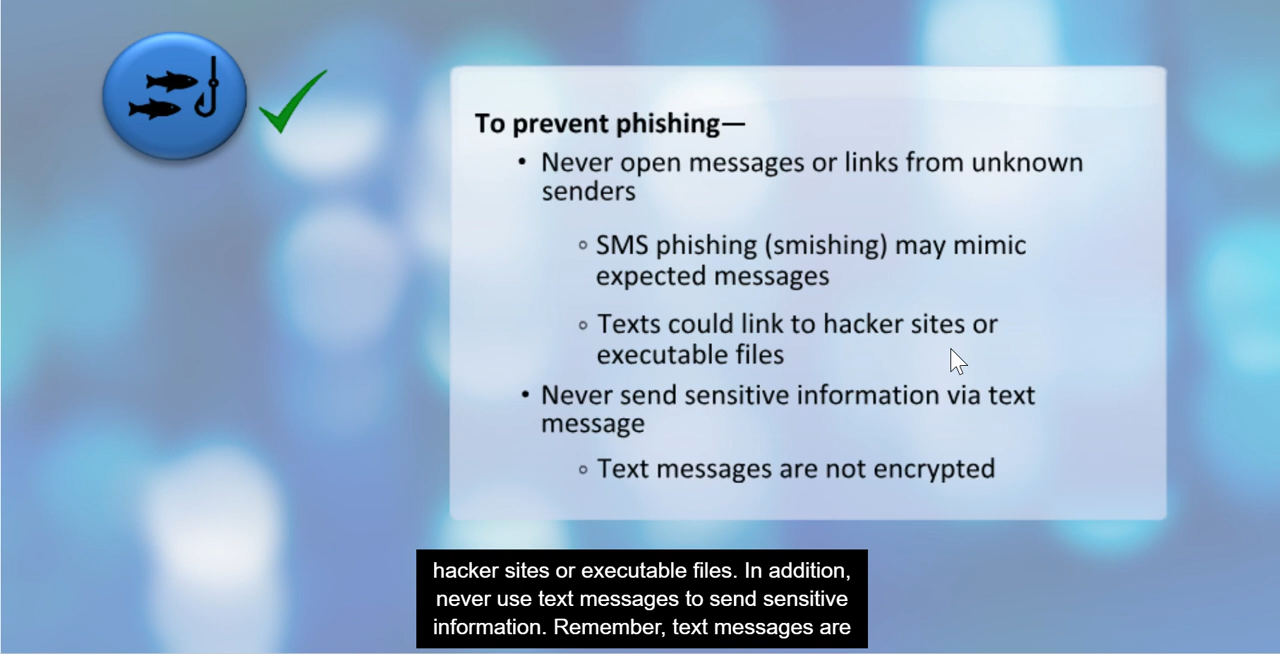 To prevent phishing—
• Never open messages or links from unknown
senders
◦ SMS phishing (smishing) may mimic
expected messages
◦ Texts could link to hacker sites or
executable files
• Never send sensitive information via text
message
◦ Text messages are not encrypted
hacker sites or executable files. In addition,
never use text messages to send sensitive
information. Remember, text messages are